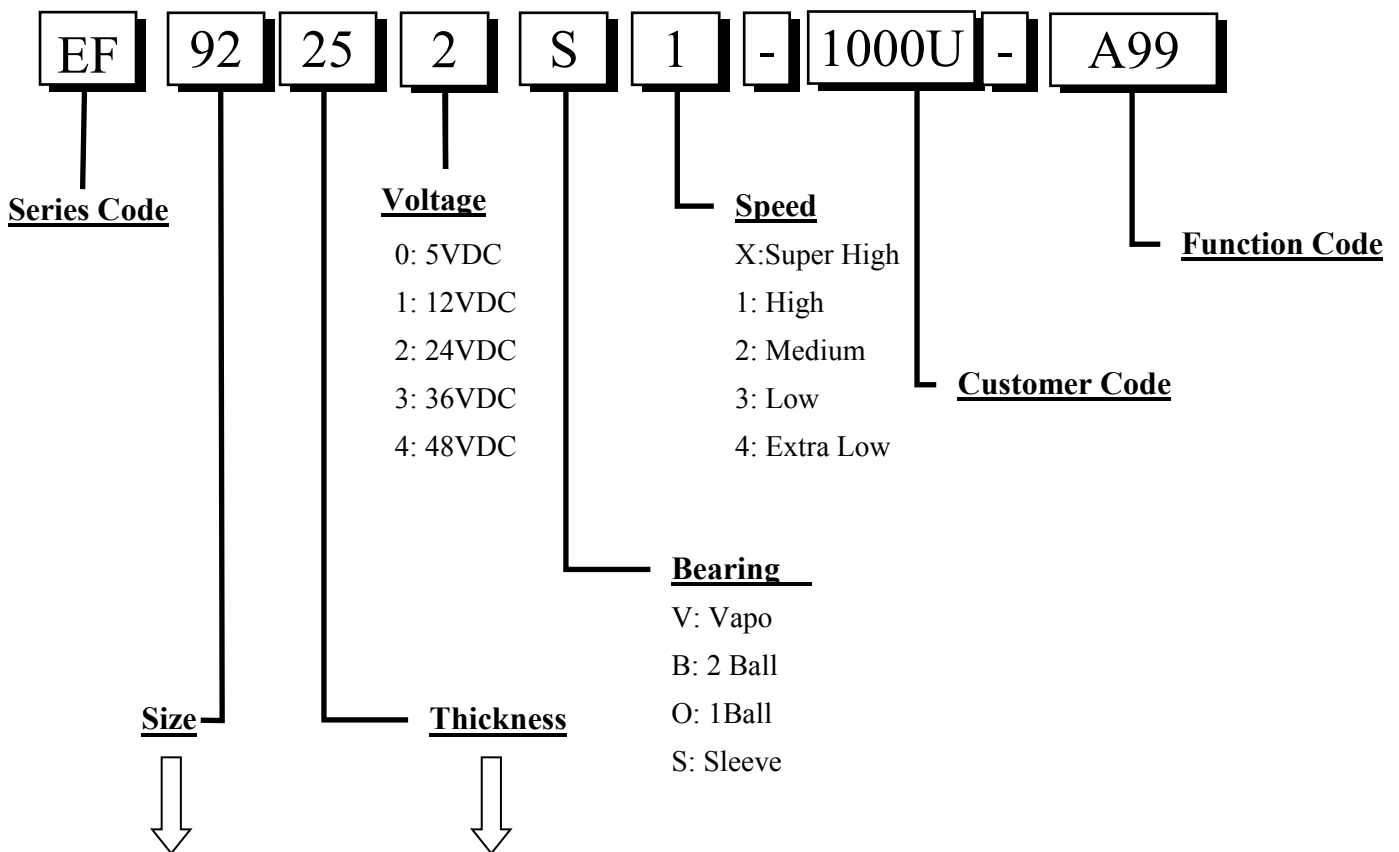 EF 92 25 2 S 1 - 1000U - A99
Series Code
Voltage
0: 5VDC
1: 12VDC
2: 24VDC
3: 36VDC
4: 48VDC
Speed
X:Super High
1: High
2: Medium
3: Low
4: Extra Low
Function Code
Customer Code
Bearing
V: Vapo
B: 2 Ball
O: 1Ball
S: Sleeve
Size
Thickness